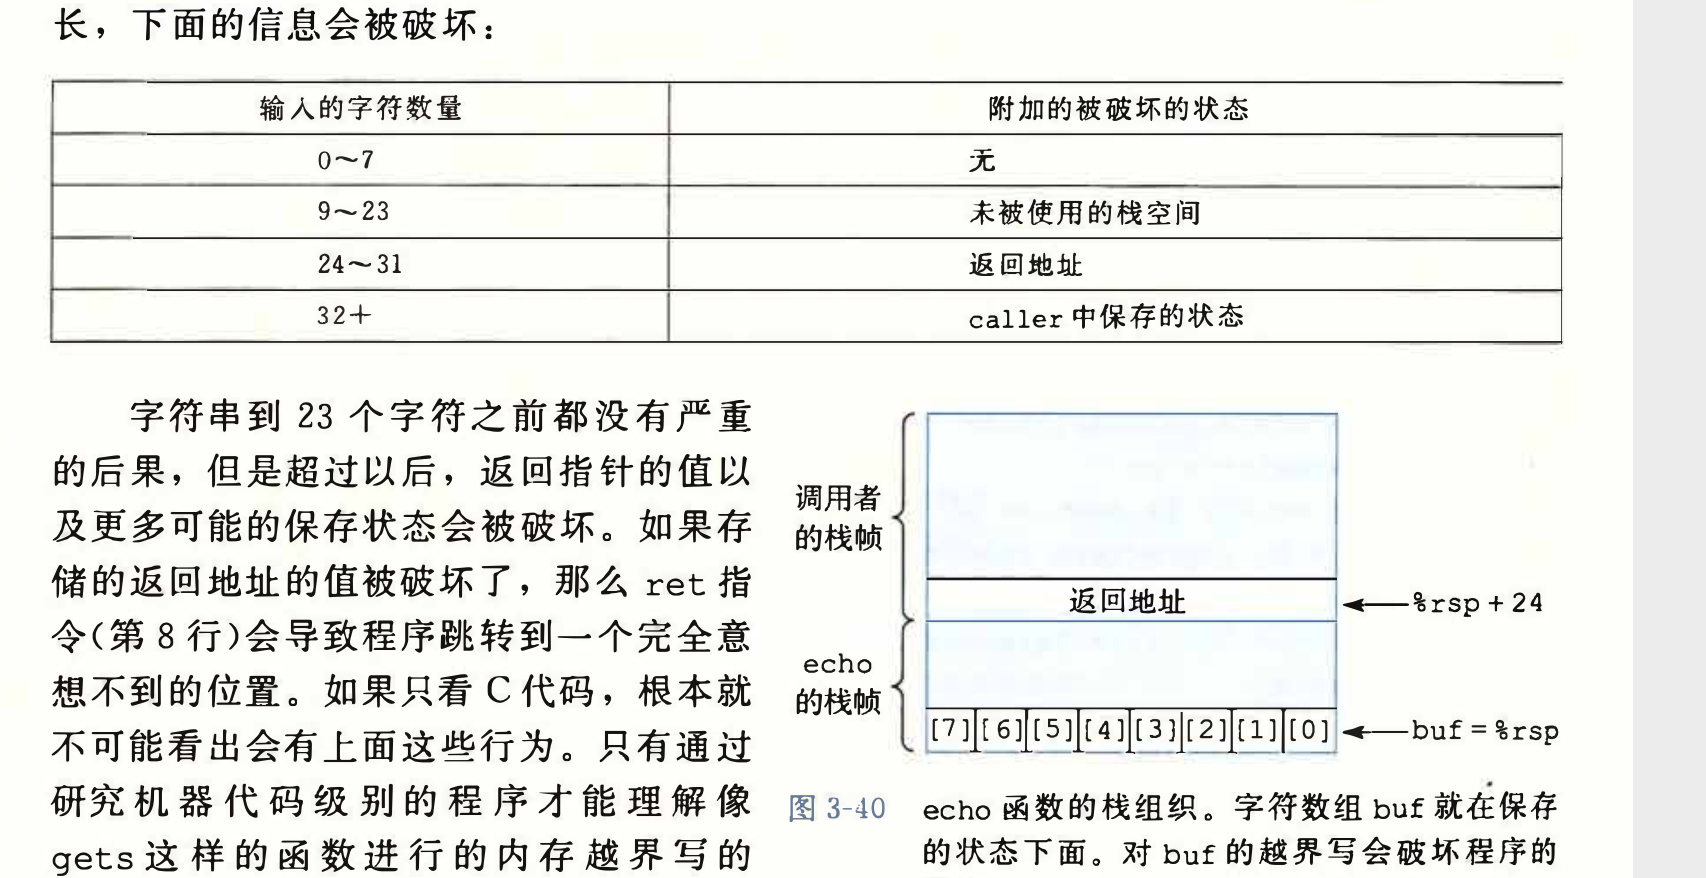 长，下面的信息会被破坏：
输入的字符数量 附加的被破坏的状态
0～7 无
9～23 未被使用的栈空间
24～31 返回地址
32+ caller中保存的状态
字符串到 23 个字符之前都没有严重
的后果，但是超过以后，返回指针的值以
及更多可能的保存状态会被破坏。如果存
储的返回地址的值被破坏了，那么 ret 指
令(第 8 行)会导致程序跳转到一个完全意
想不到的位置。如果只看 C 代码，根本就
不可能看出会有上面这些行为。只有通过
研究机器代码级别的程序才能理解像
gets 这样的函数进行的内存越界写的
调用者
的栈帧
返回地址
%rsp + 24
echo
的栈帧
[7] [6] [5] [4] [3] [2] [1] [0]
buf = %rsp
图 3-40 echo 函数的栈组织。字符数组 buf 就在保存
的状态下面。对 buf 的越界写会破坏程序的